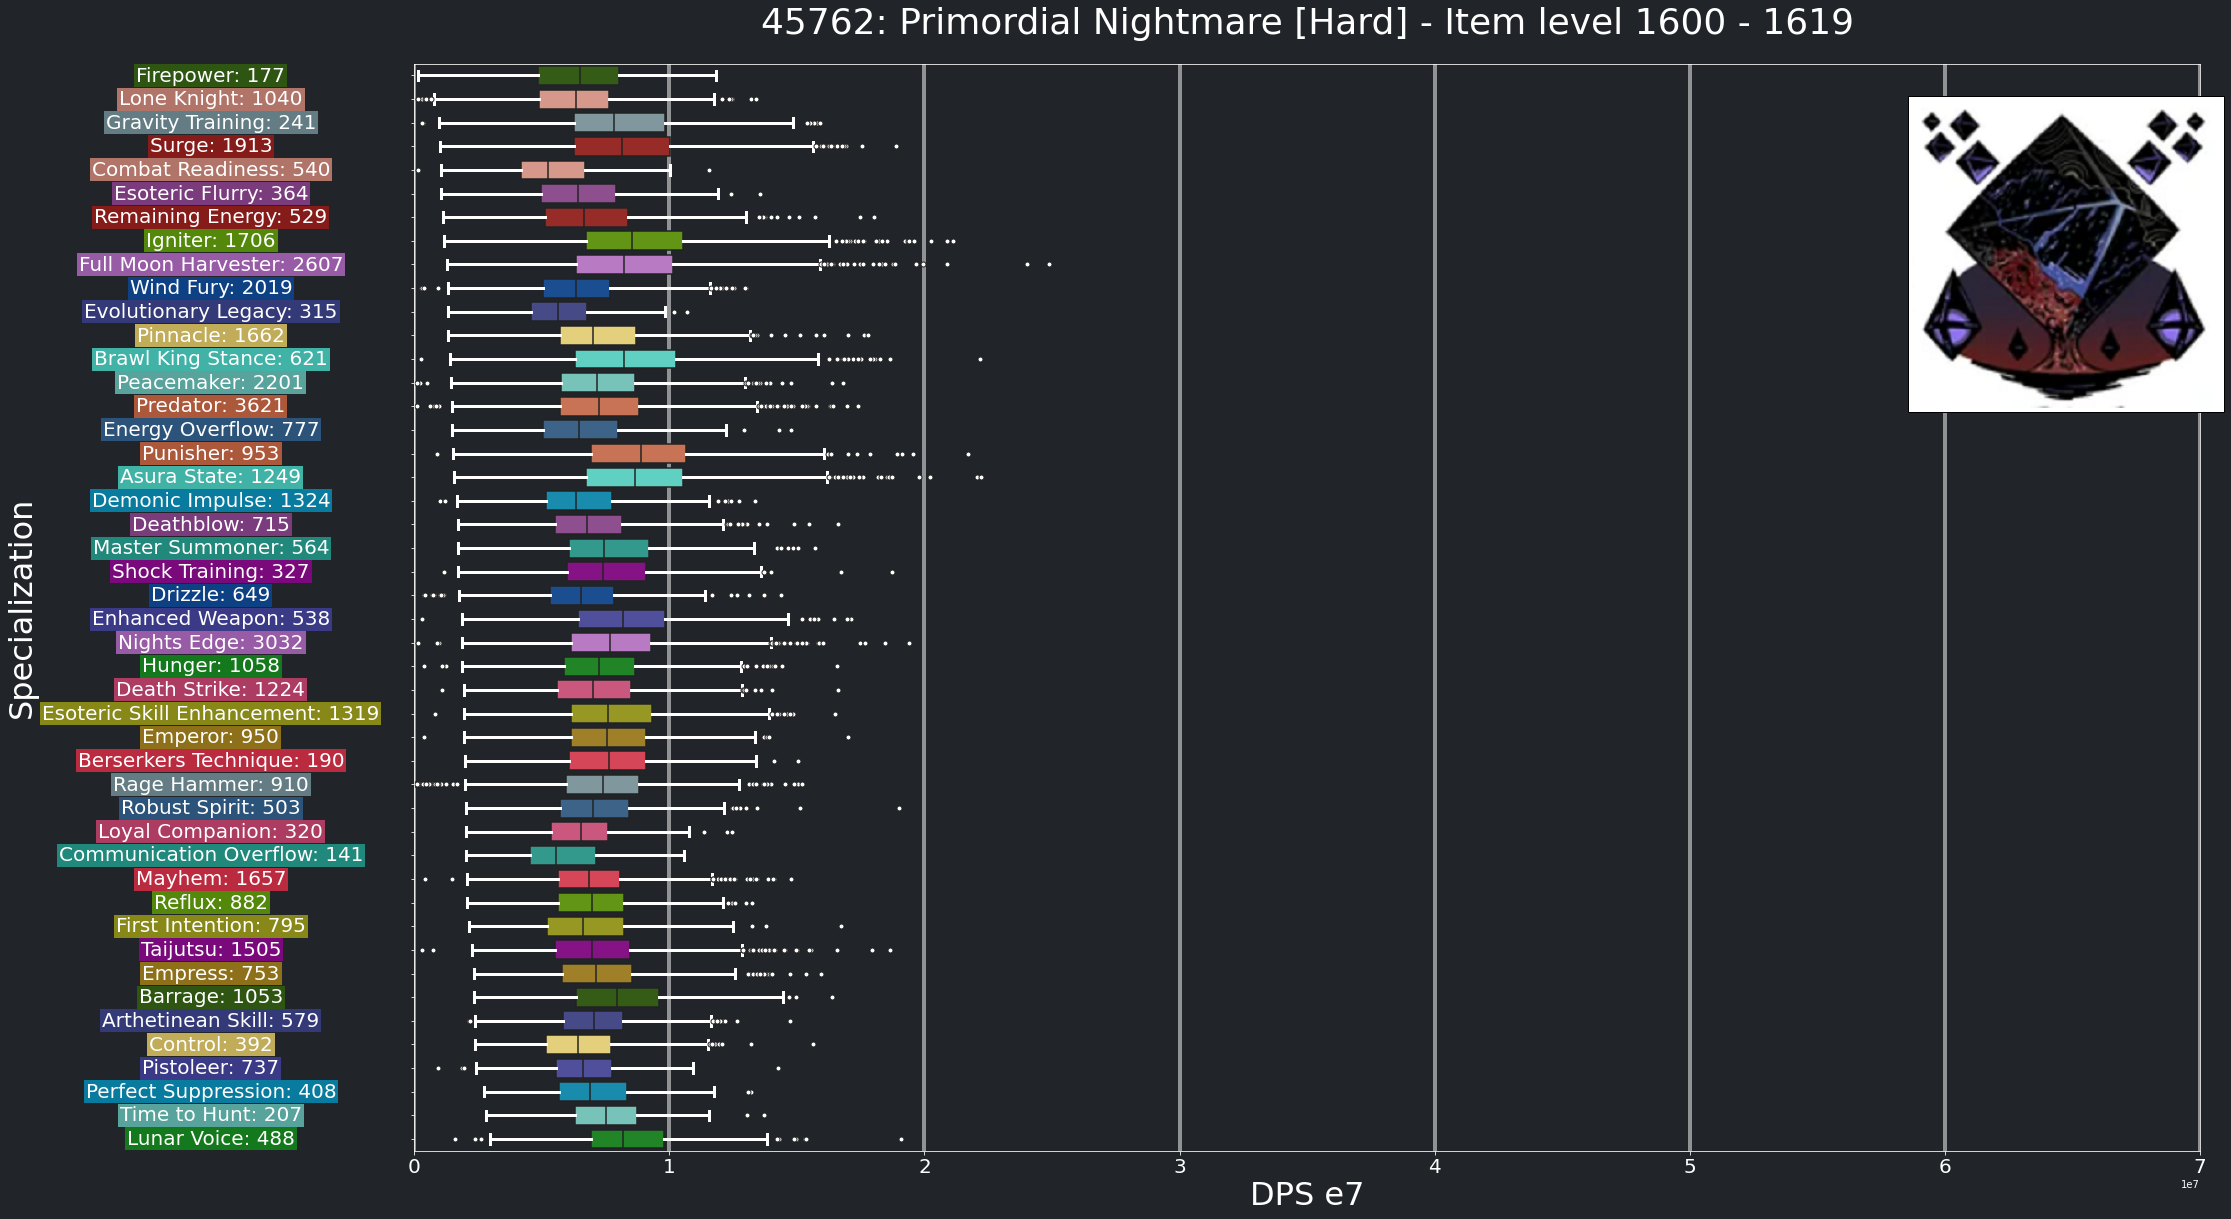 45762: Primordial Nightmare [Hard] - Item level 1600 - 1619
Specialization
Firepower: 177
Lone Knight: 1040
Gravity Training: 241
Surge: 1913
Combat Readiness: 540
Esoteric Flurry: 364
Remaining Energy: 529
Igniter: 1706
Full Moon Harvester: 2607
Wind Fury: 2019
Evolutionary Legacy: 315
Pinnacle: 1662
Brawl King Stance: 621
Peacemaker: 2201
Predator: 3621
Energy Overflow: 777
Punisher: 953
Asura State: 1249
Demonic Impulse: 1324
Deathblow: 715
Master Summoner: 564
Shock Training: 327
Drizzle: 649
Enhanced Weapon: 538
Nights Edge: 3032
Hunger: 1058
Death Strike: 1224
Esoteric Skill Enhancement: 1319
Emperor: 950
Berserkers Technique: 190
Rage Hammer: 910
Robust Spirit: 503
Loyal Companion: 320
Communication Overflow: 141
Mayhem: 1657
Reflux: 882
First Intention: 795
Taijutsu: 1505
Empress: 753
Barrage: 1053
Arthetinean Skill: 579
Control: 392
Pistoleer: 737
Perfect Suppression: 408
Time to Hunt: 207
Lunar Voice: 488
0 1 2 3 4 5 6 7
1e7
DPS e7